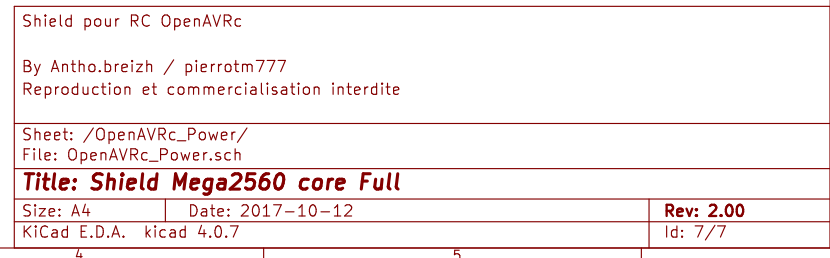 Shield pour RC OpenAVRc
By Antho.breizh / pierrotm777
Reproduction et commercialisation interdite
Sheet: /OpenAVRc_Power/
File: OpenAVRc_Power.sch
Title: Shield Mega2560 core Full
Size: A4 Date: 2017-10-12 Rev: 2.00
KiCad E.D.A. kicad 4.0.7 Id: 7/7
4 5